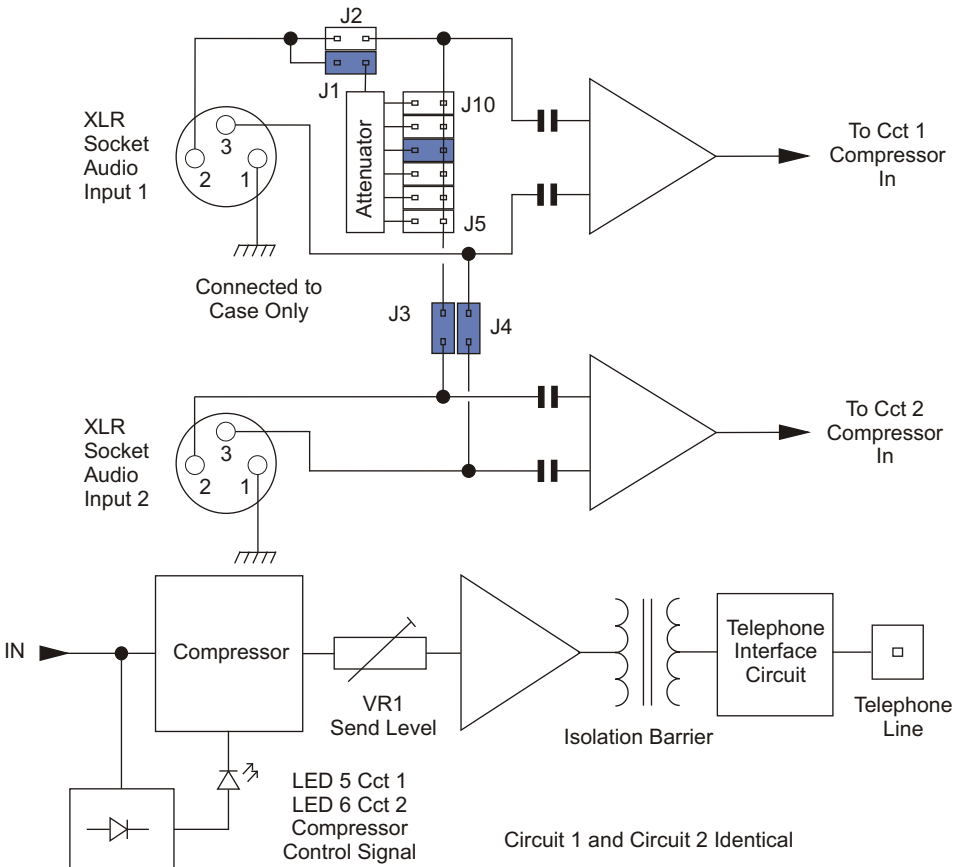 J2
J1
J10
XLR
Socket
Audio
Input 1
3
2
1
Attenuator
To Cct 1
Compressor
In
J5
Connected to
Case Only
J3
J4
XLR
Socket
Audio
Input 2
3
2
1
To Cct 2
Compressor
In
IN
Compressor
VR1
Send Level
Isolation Barrier
Telephone
Interface
Circuit
Telephone
Line
LED 5 Cct 1
LED 6 Cct 2
Compressor
Control Signal
Circuit 1 and Circuit 2 Identical